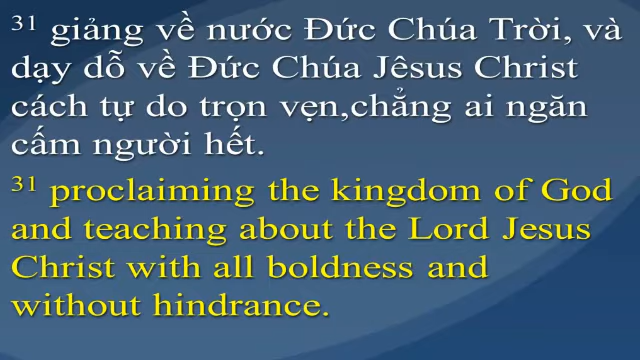 31 giảng về nước Đức Chúa Trời, và
dạy dỗ về Đức Chúa Jêsus Christ
cách tự do trọn vẹn,chẳng ai ngăn
cấm người hết.
31 proclaiming the kingdom of God
and teaching about the Lord Jesus
Christ with all boldness and
without hindrance.